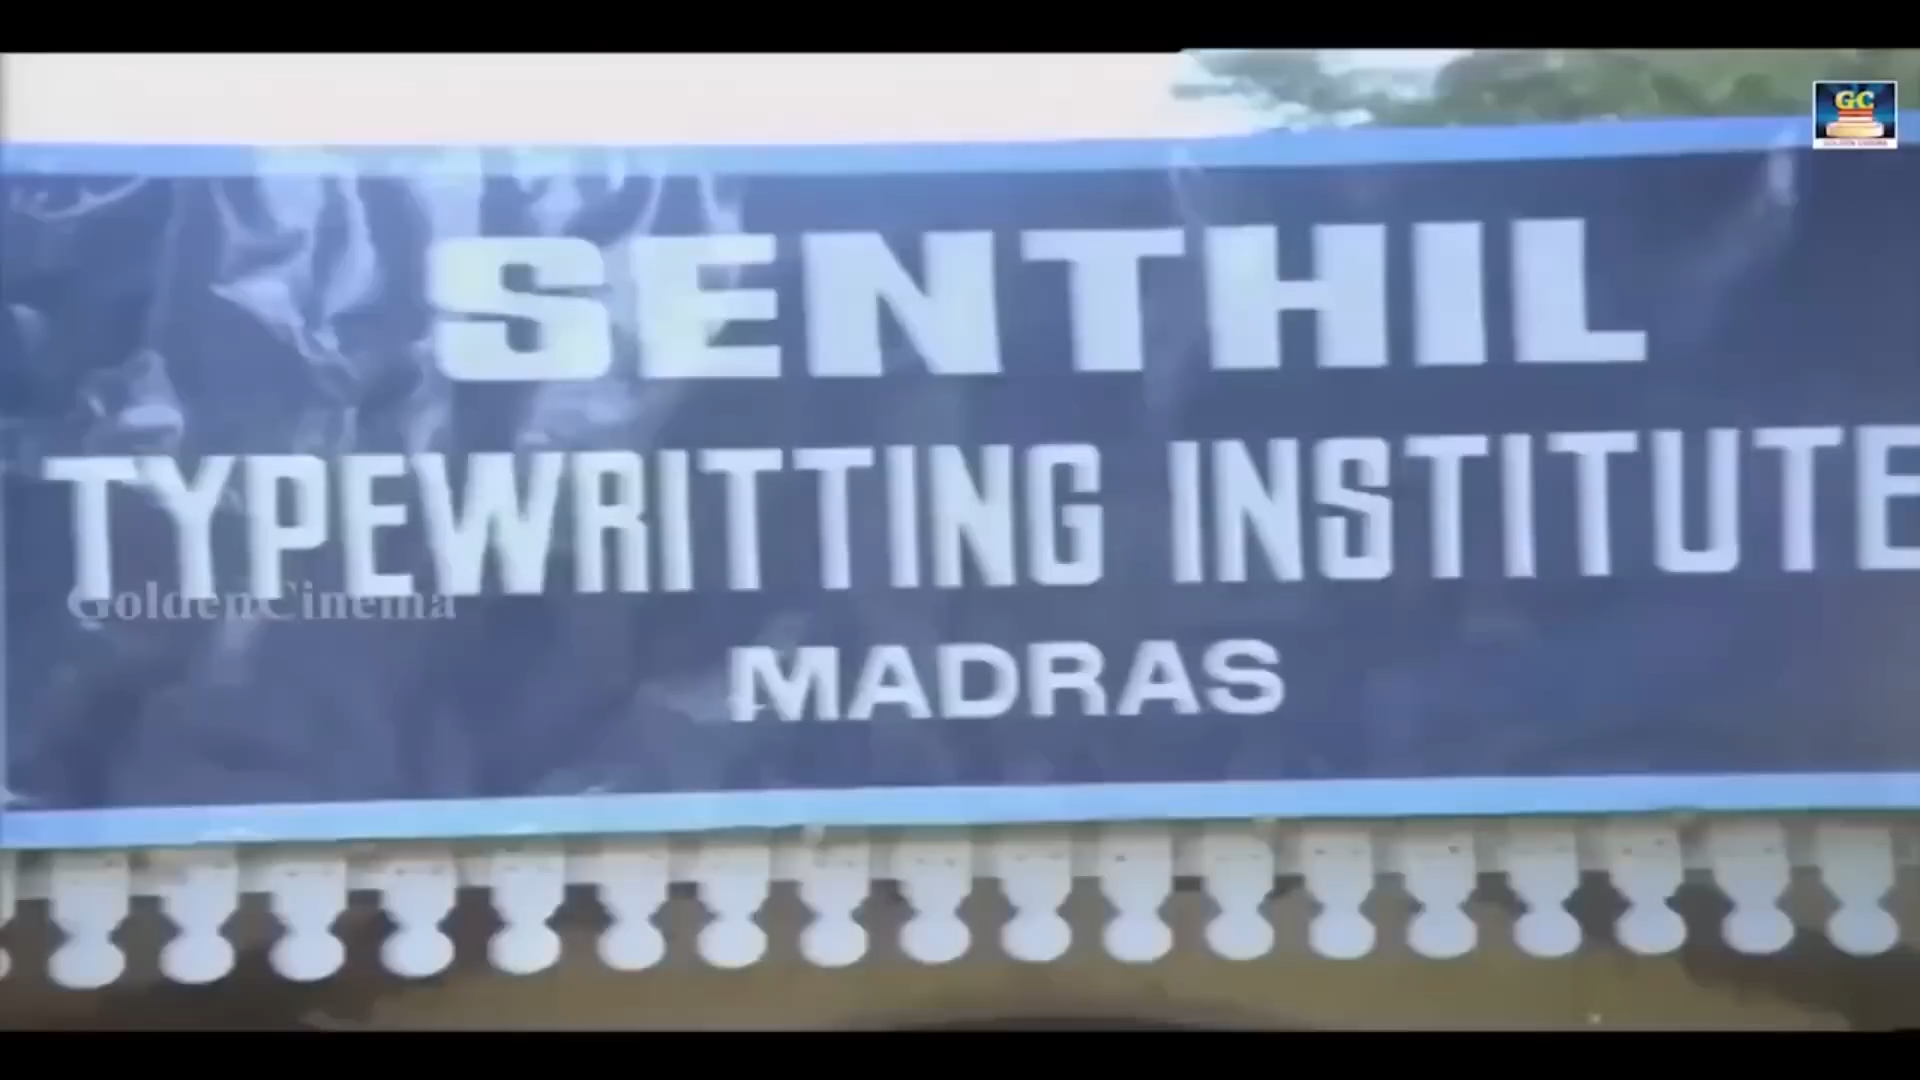 GC
SENTHIL
TYPEWRITTING INSTITUTE
GoldenCinema
MADRAS